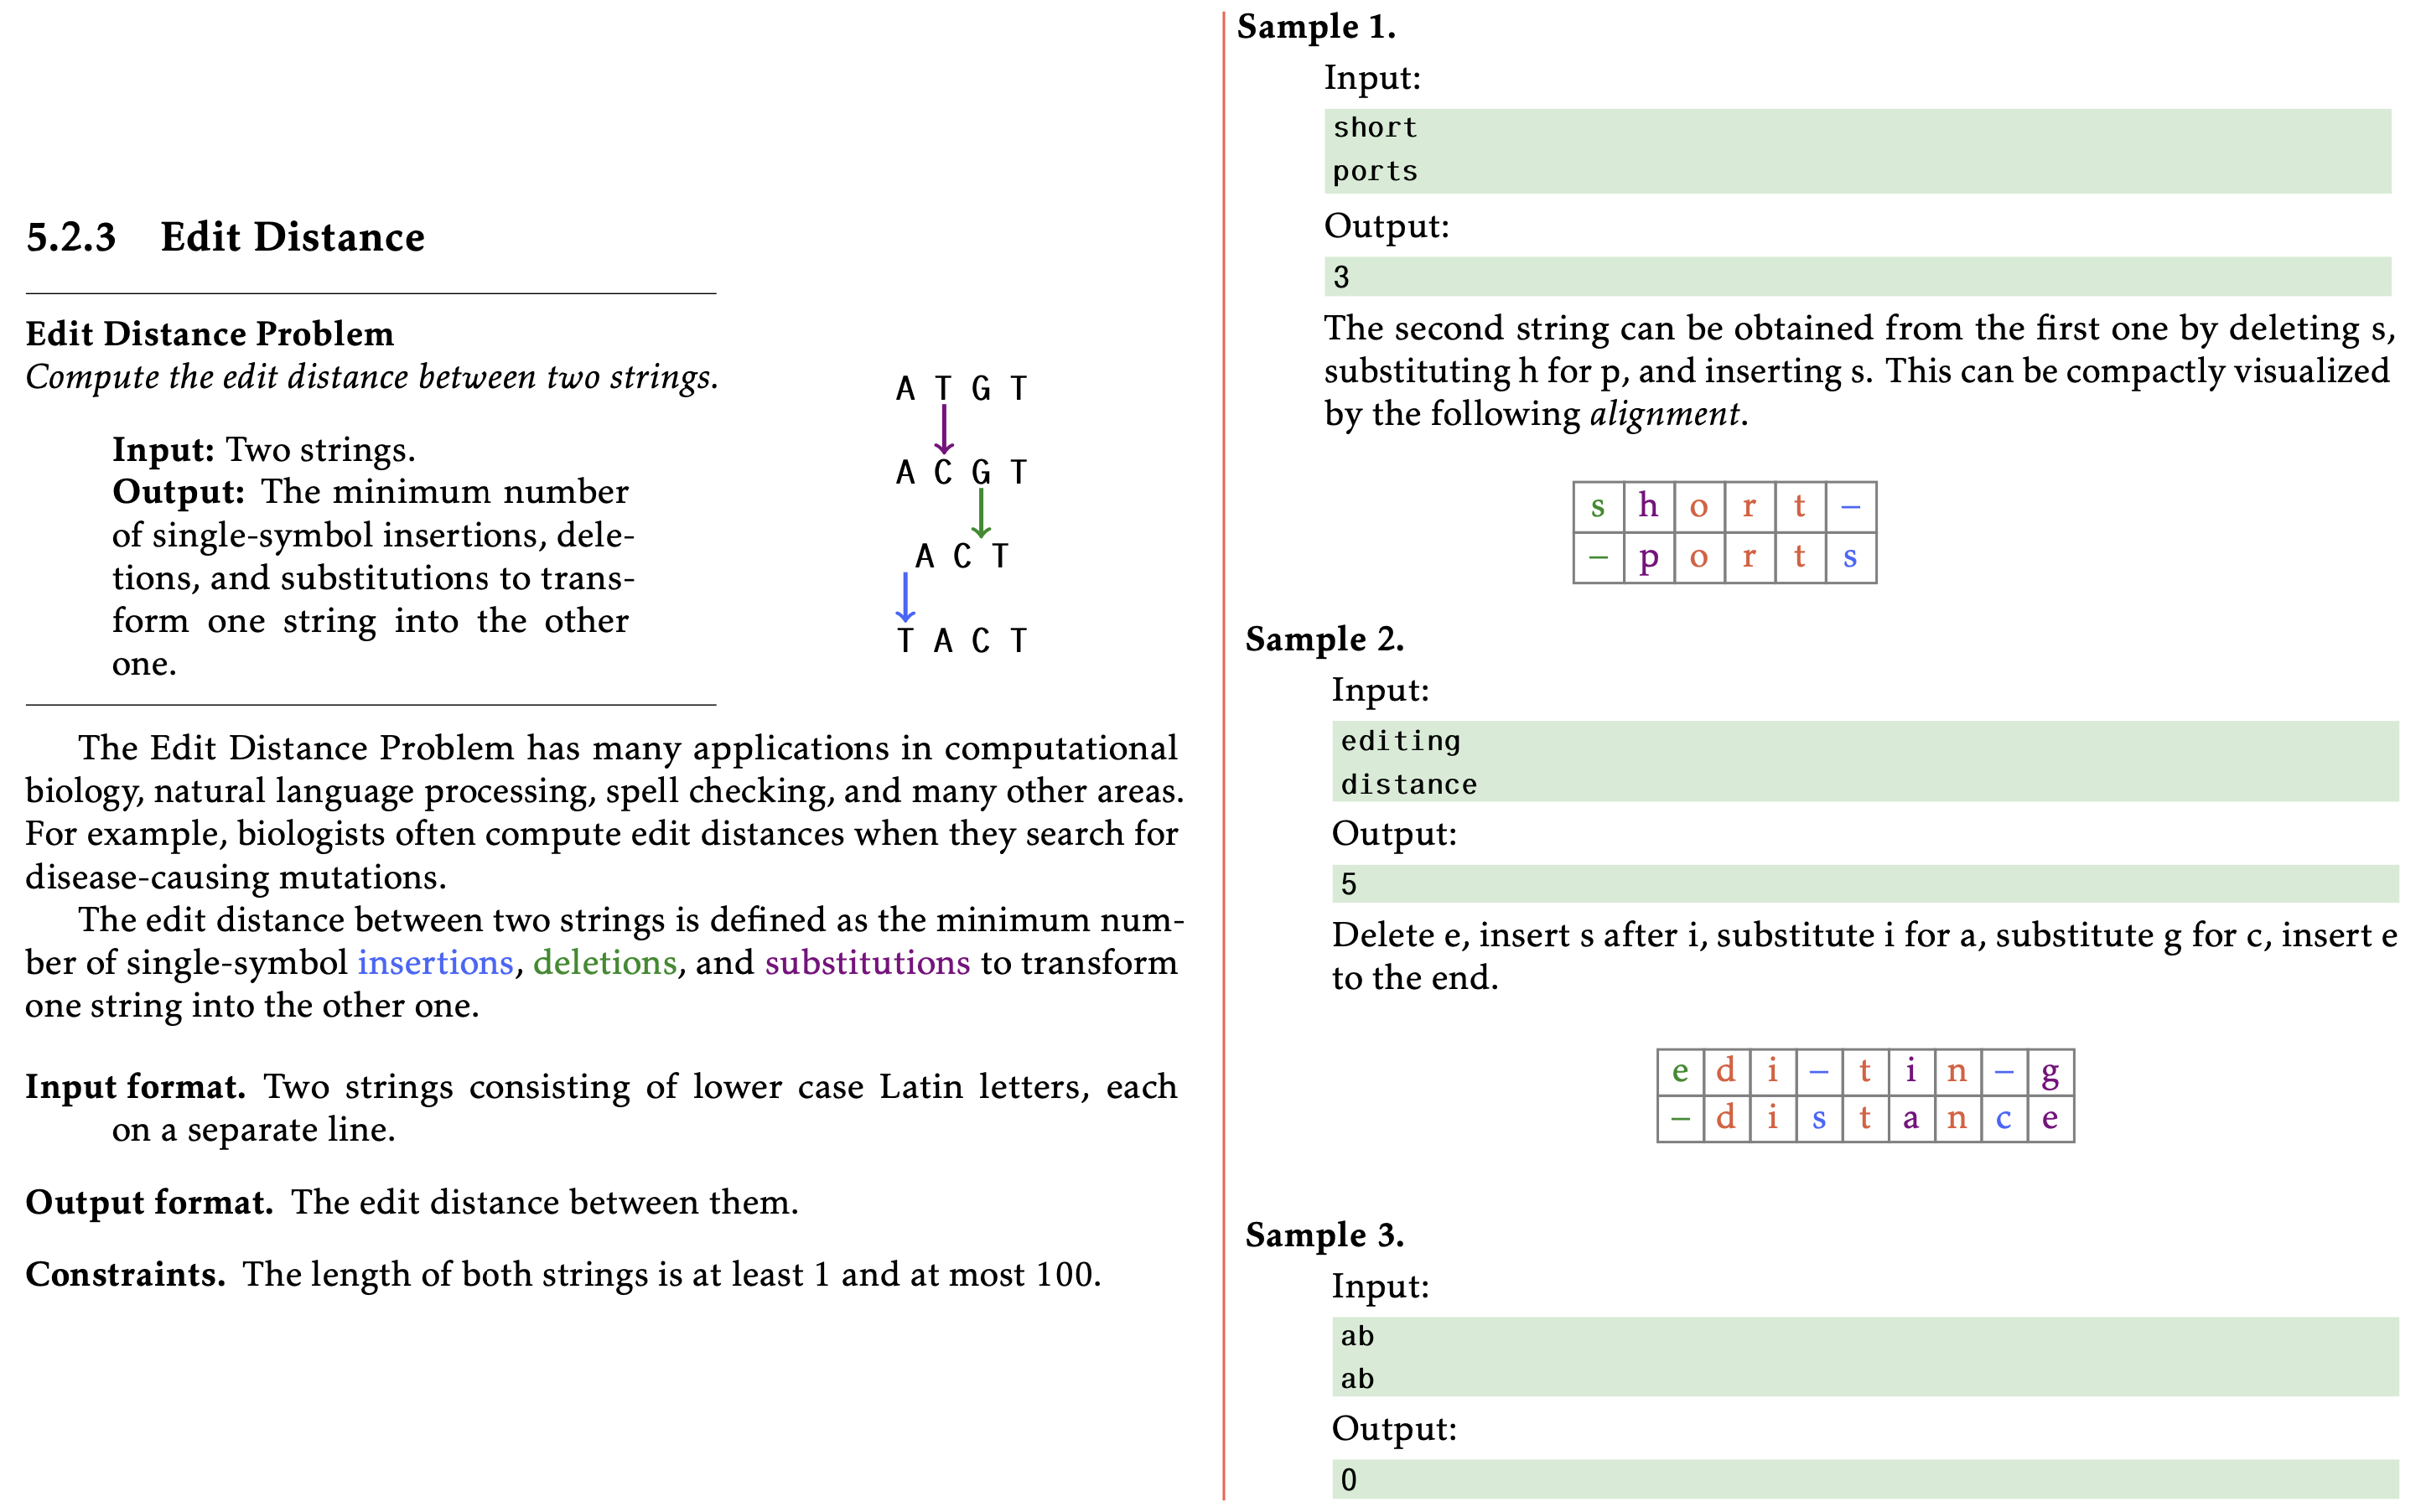 5.2.3 Edit Distance
Edit Distance Problem
Compute the edit distance between two strings.
Input: Two strings.
Output: The minimum number
of single-symbol insertions, dele-
tions, and substitutions to trans-
form one string into the other
one.
A T G T
A C G T
A C T
T A C T
The Edit Distance Problem has many applications in computational
biology, natural language processing, spell checking, and many other areas.
For example, biologists often compute edit distances when they search for
disease-causing mutations.
The edit distance between two strings is defined as the minimum num-
ber of single-symbol insertions, deletions, and substitutions to transform
one string into the other one.
Input format. Two strings consisting of lower case Latin letters, each
on a separate line.
Output format. The edit distance between them.
Constraints. The length of both strings is at least 1 and at most 100.
Sample 1.
Input:
short
ports
Output:
3
The second string can be obtained from the first one by deleting s,
substituting h for p, and inserting s. This can be compactly visualized
by the following alignment.
s h o r t –
– p o r t s
Sample 2.
Input:
editing
distance
Output:
5
Delete e, insert s after i, substitute i for a, substitute g for c, insert e
to the end.
e d i – t i n – g
– d i s t a n c e
Sample 3.
Input:
ab
ab
Output:
0